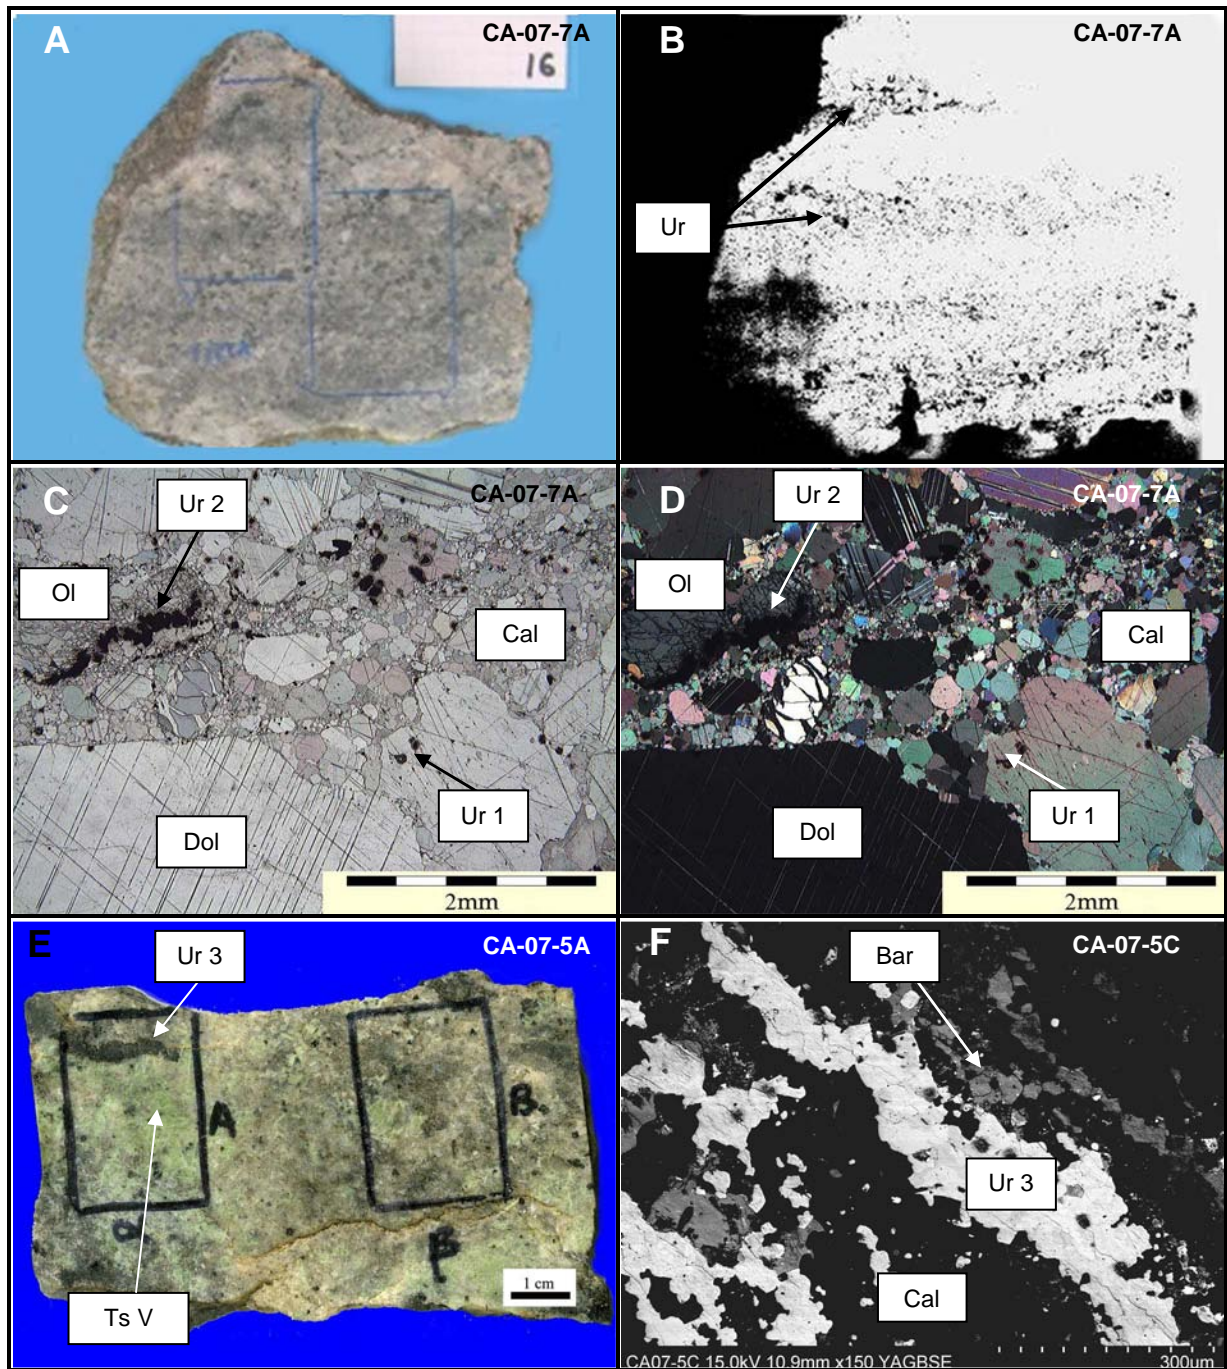 A
CA-07-7A
16
B
CA-07-7A
Ur
C
CA-07-7A
Ur 2
Ol
Cal
Ur 1
Dol
2mm
D
CA-07-7A
Ur 2
Ol
Cal
Ur 1
Dol
2mm
E
CA-07-5A
Ur 3
A
B
B
1 cm
Ts V
F
CA-07-5C
Bar
Ur 3
Cal
CA07-5C 15.0kV 10.9mm x150 YAGBSE
300um